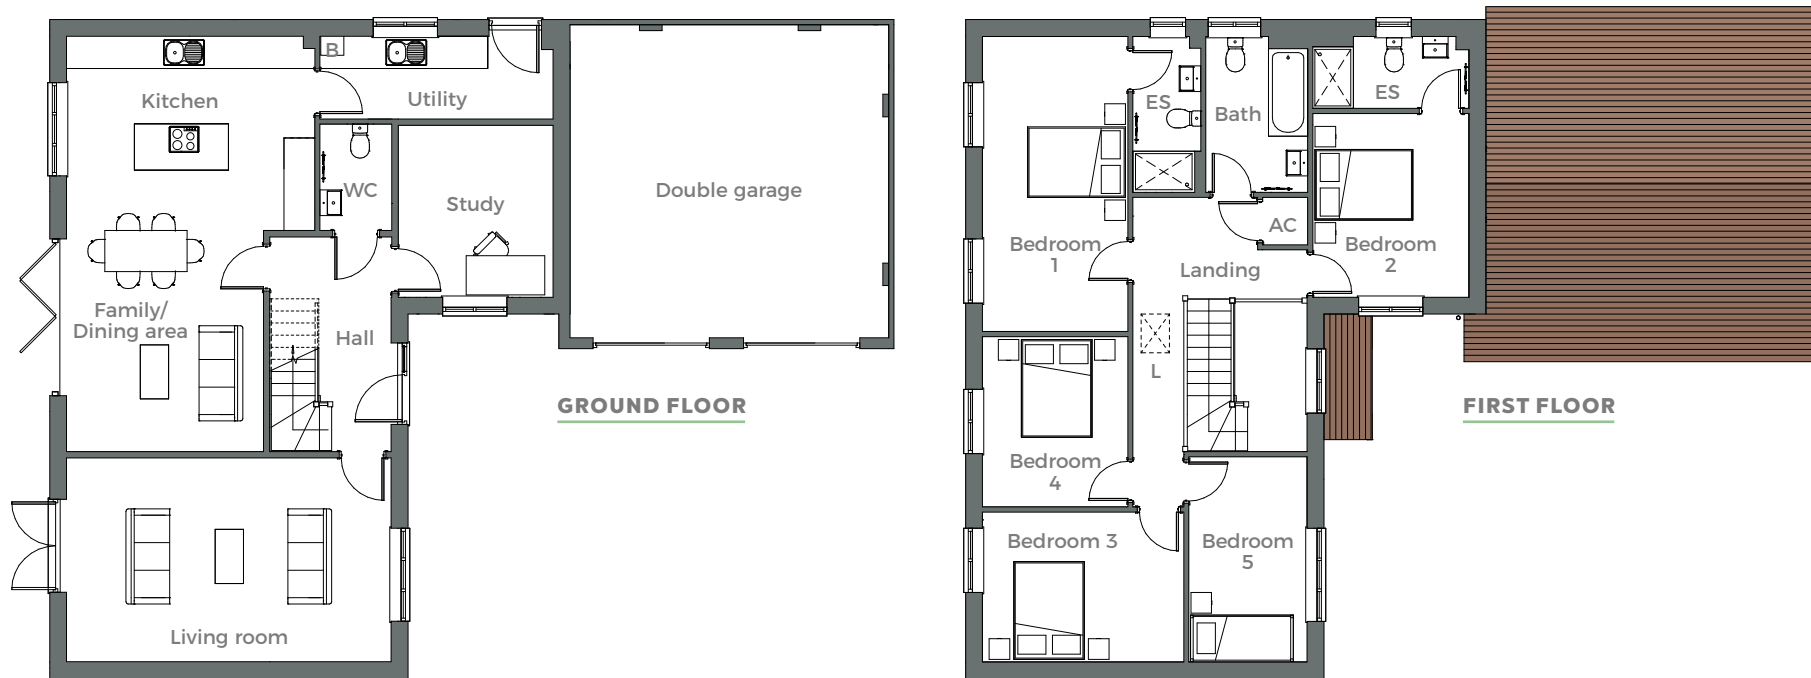 B
Kitchen
Utility
WC
Study
Double garage
Family/
Dining area
Hall
GROUND FLOOR
Living room
ES
Bath
ES
AC
Bedroom
1
Bedroom
2
Landing
L
FIRST FLOOR
Bedroom
4
Bedroom 3
Bedroom
5